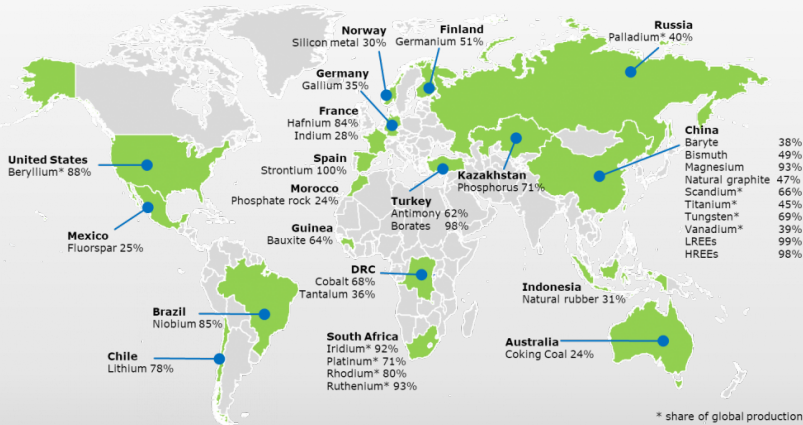 Norway
Silicon metal 30%
Finland
Germanium 51%
Russia
Palladium* 40%
Germany
Gallium 35%
France
Hafnium 84%
Indium 28%
United States
Beryllium* 88%
Spain
Strontium 100%
Morocco
Phosphate rock 24%
Turkey
Antimony 62%
Borates 98%
Kazakhstan
Phosphorus 71%
China
Baryte 38%
Bismuth 49%
Magnesium 93%
Natural graphite 47%
Scandium* 66%
Titanium* 45%
Tungsten* 69%
Vanadium* 39%
LREEs 99%
HREEs 98%
Mexico
Fluorspar 25%
Guinea
Bauxite 64%
DRC
Cobalt 68%
Tantalum 36%
Indonesia
Natural rubber 31%
Brazil
Niobium 85%
Chile
Lithium 78%
South Africa
Iridium* 92%
Platinum* 71%
Rhodium* 80%
Ruthenium* 93%
Australia
Coking Coal 24%
* share of global production